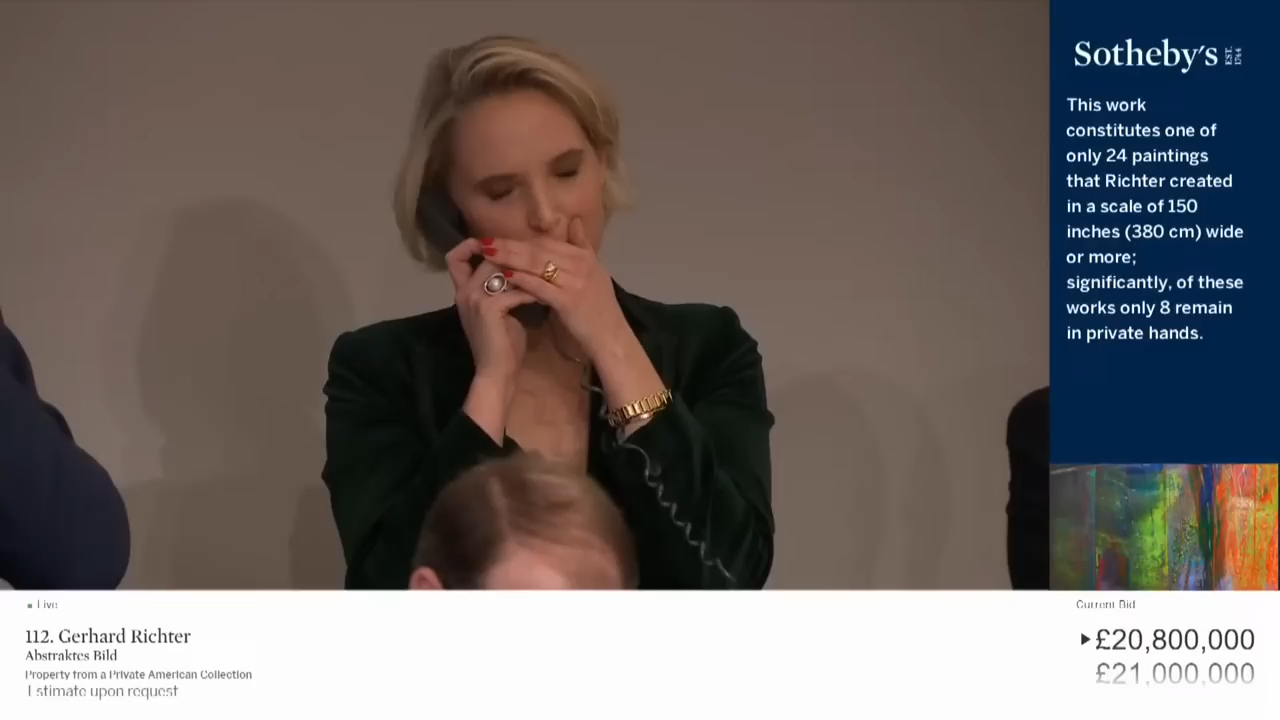 Sotheby's EST. 1744
This work
constitutes one of
only 24 paintings
that Richter created
in a scale of 150
inches (380 cm) wide
or more;
significantly, of these
works only 8 remain
in private hands.
Live
112. Gerhard Richter
Abstraktes Bild
Property from a Private American Collection
Estimate upon request
Current Bid
£20,800,000
£21,000,000